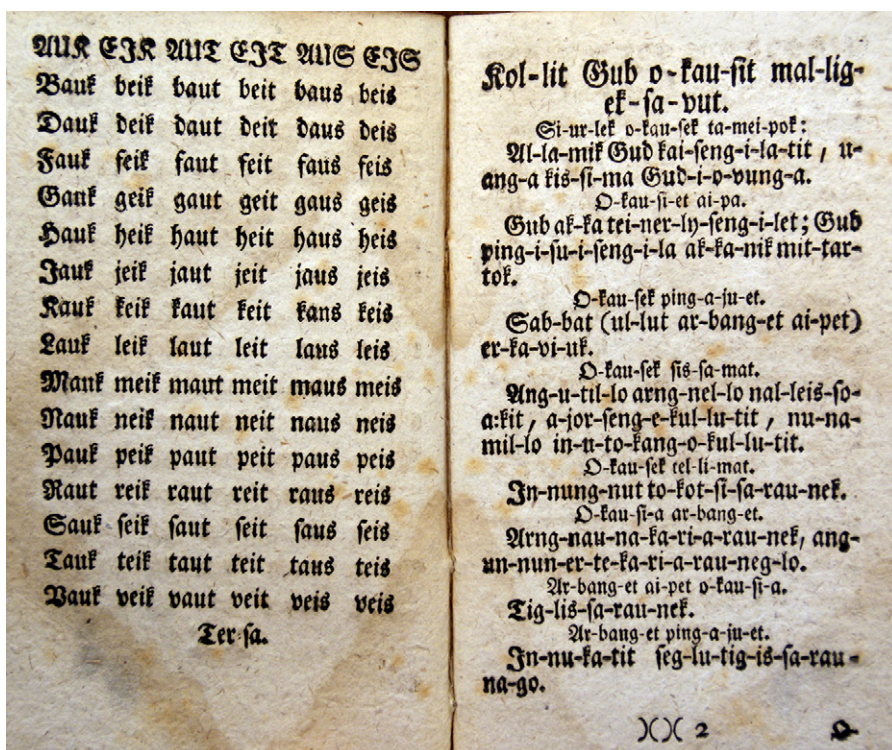 AUK EIK AUT EIT AUS EIS
Bauk beik baut beit baus beis
Dauk deik daut deit daus deis
Fauk feik faut feit faus feis
Gauk geik gaut geit gaus geis
Hauk heik haut heit haus heis
Jauk jeik jaut jeit jaus jeis
Kauk keik kaut keit kaus keis
Lauk leik laut leit laus leis
Mauk meik maut meit maus meis
Nauk neik naut neit naus neis
Pauk peik paut peit paus peis
Raut reik raut reit raus reis
Sauk ſeik ſaut ſeit ſaus ſeis
Tauk teik taut teit taus teis
Vauk veik vaut veit veis veis
Ter-ſa.
Kol-lit Gub o-kau-ſit mal-lig-
ek-ſa-vut.
Si-ur-lek o-kau-ſek ta-mei-pok:
Al-la-mik Gud kai-ſeng-i-la-tit, u-
ang-a kis-ſi-ma Gud-i-o-vung-a.
O-kau-ſi-et ai-pa.
Gub ak-ka tei-ner-ly-ſeng-i-let; Gub
ping-i-ſu-i-ſeng-i-la ak-ka-nik mit-tar-
tok.
O-kau-ſek ping-a-ju-et.
Sab-bat (ul-lut ar-bang-et ai-pet)
er-ka-vi-uk.
O-kau-ſek sis-ſa-mat.
Ang-u-til-lo arng-nel-lo nal-leis-ſo-
a:kit, a-jor-ſeng-e-kul-lu-tit, nu-na-
mil-lo in-u-to-kang-o-kul-lu-tit.
O-kau-ſek tel-li-mat.
In-nung-nut to-kot-ſi-ſa-rau-nek.
O-kau-ſi-a ar-bang-et.
Arng-nau-na-ka-ri-a-rau-nek, ang-
un-nun-er-te-ka-ri-a-rau-neg-lo.
Ar-bang-et ai-pet o-kau-ſi-a.
Tig-lis-ſa-rau-nek.
Ar-bang-et ping-a-ju-et.
In-nu-ka-tit ſeg-lu-tig-is-ſa-rau-
na-go.
)()( 2 O-